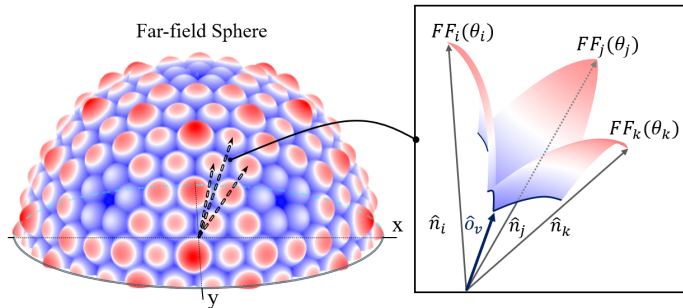 Far-field Sphere
x
y
FF_i(θ_i)
FF_j(θ_j)
FF_k(θ_k)
n̂_i
ô_v
n̂_j
n̂_k